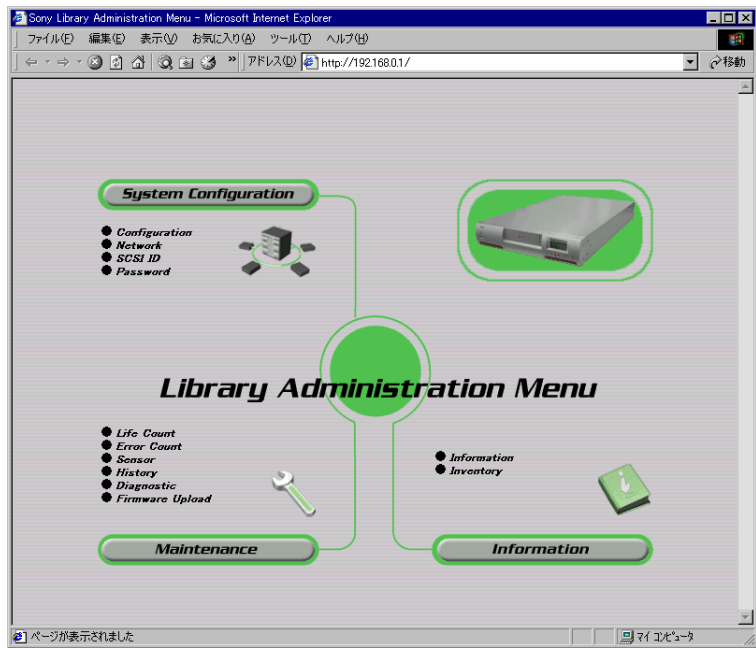 Sony Library Administration Menu - Microsoft Internet Explorer
ファイル(F) 編集(E) 表示(V) お気に入り(A) ツール(T) ヘルプ(H)
» アドレス(D) http://192.168.0.1/ 移動
System Configuration
Configuration
Network
SCSI ID
Password
Library Administration Menu
Life Count
Error Count
Sensor
History
Diagnostic
Firmware Upload
Maintenance
Information
Inventory
Information
ページが表示されました マイ コンピュータ